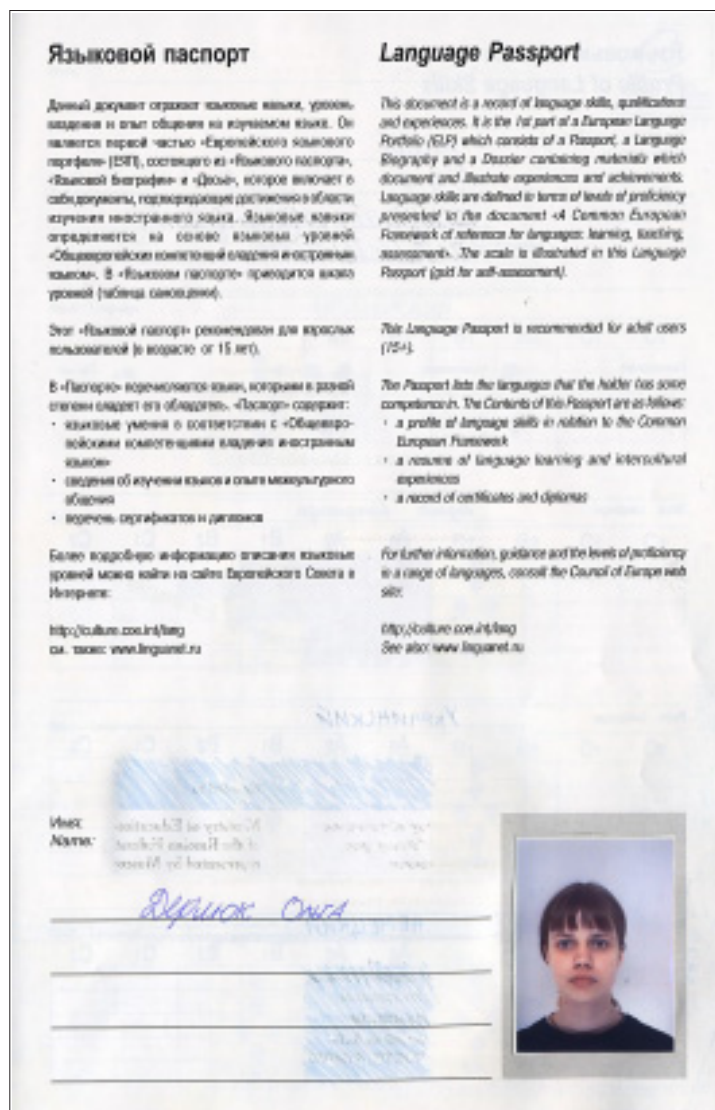 Языковой паспорт
Данный документ отражает языковые навыки, уровень
владения и опыт общения на изучаемом языке. Он
является первой частью «Европейского языкового
портфеля» (ЕЯП), состоящего из «Языкового паспорта»,
«Языковой биографии» и «Досье», которое включает в
себя документы, подтверждающие достижения в области
изучения иностранного языка. Языковые навыки
определяются на основе языковых уровней
«Общеевропейских компетенций владения иностранным
языком». В «Языковом паспорте» приводится шкала
уровней (таблица самооценки).
Этот «Языковой паспорт» рекомендован для взрослых
пользователей (в возрасте от 15 лет).
В «Паспорте» перечисляются языки, которыми в разной
степени владеет его обладатель. «Паспорт» содержит:
· языковые умения в соответствии с «Общеевро-
пейскими компетенциями владения иностранным
языком»
· сведения об изучении языков и опыте межкультурного
общения
· перечень сертификатов и дипломов
Более подробную информацию описания языковых
уровней можно найти на сайте Европейского Совета в
Интернете:
http://culture.coe.int/lang
см. также: www.linguanet.ru
Language Passport
This document is a record of language skills, qualifications
and experiences. It is the 1st part of a European Language
Portfolio (ELP) which consists of a Passport, a Language
Biography and a Dossier containing materials which
document and illustrate experiences and achievements.
Language skills are defined in terms of levels of proficiency
presented in the document «A Common European
Framework of reference for languages: learning, teaching,
assessment». The scale is illustrated in this Language
Passport (grid for self-assessment).
This Language Passport is recommended for adult users
(15+).
The Passport lists the languages that the holder has some
competence in. The Contents of this Passport are as follows:
· a profile of language skills in relation to the Common
European Framework
· a resume of language learning and intercultural
experiences
· a record of certificates and diplomas
For further information, guidance and the levels of proficiency
in a range of languages, consult the Council of Europe web
site:
http://culture.coe.int/lang
See also: www.linguanet.ru
Имя:
Name:
Ольга